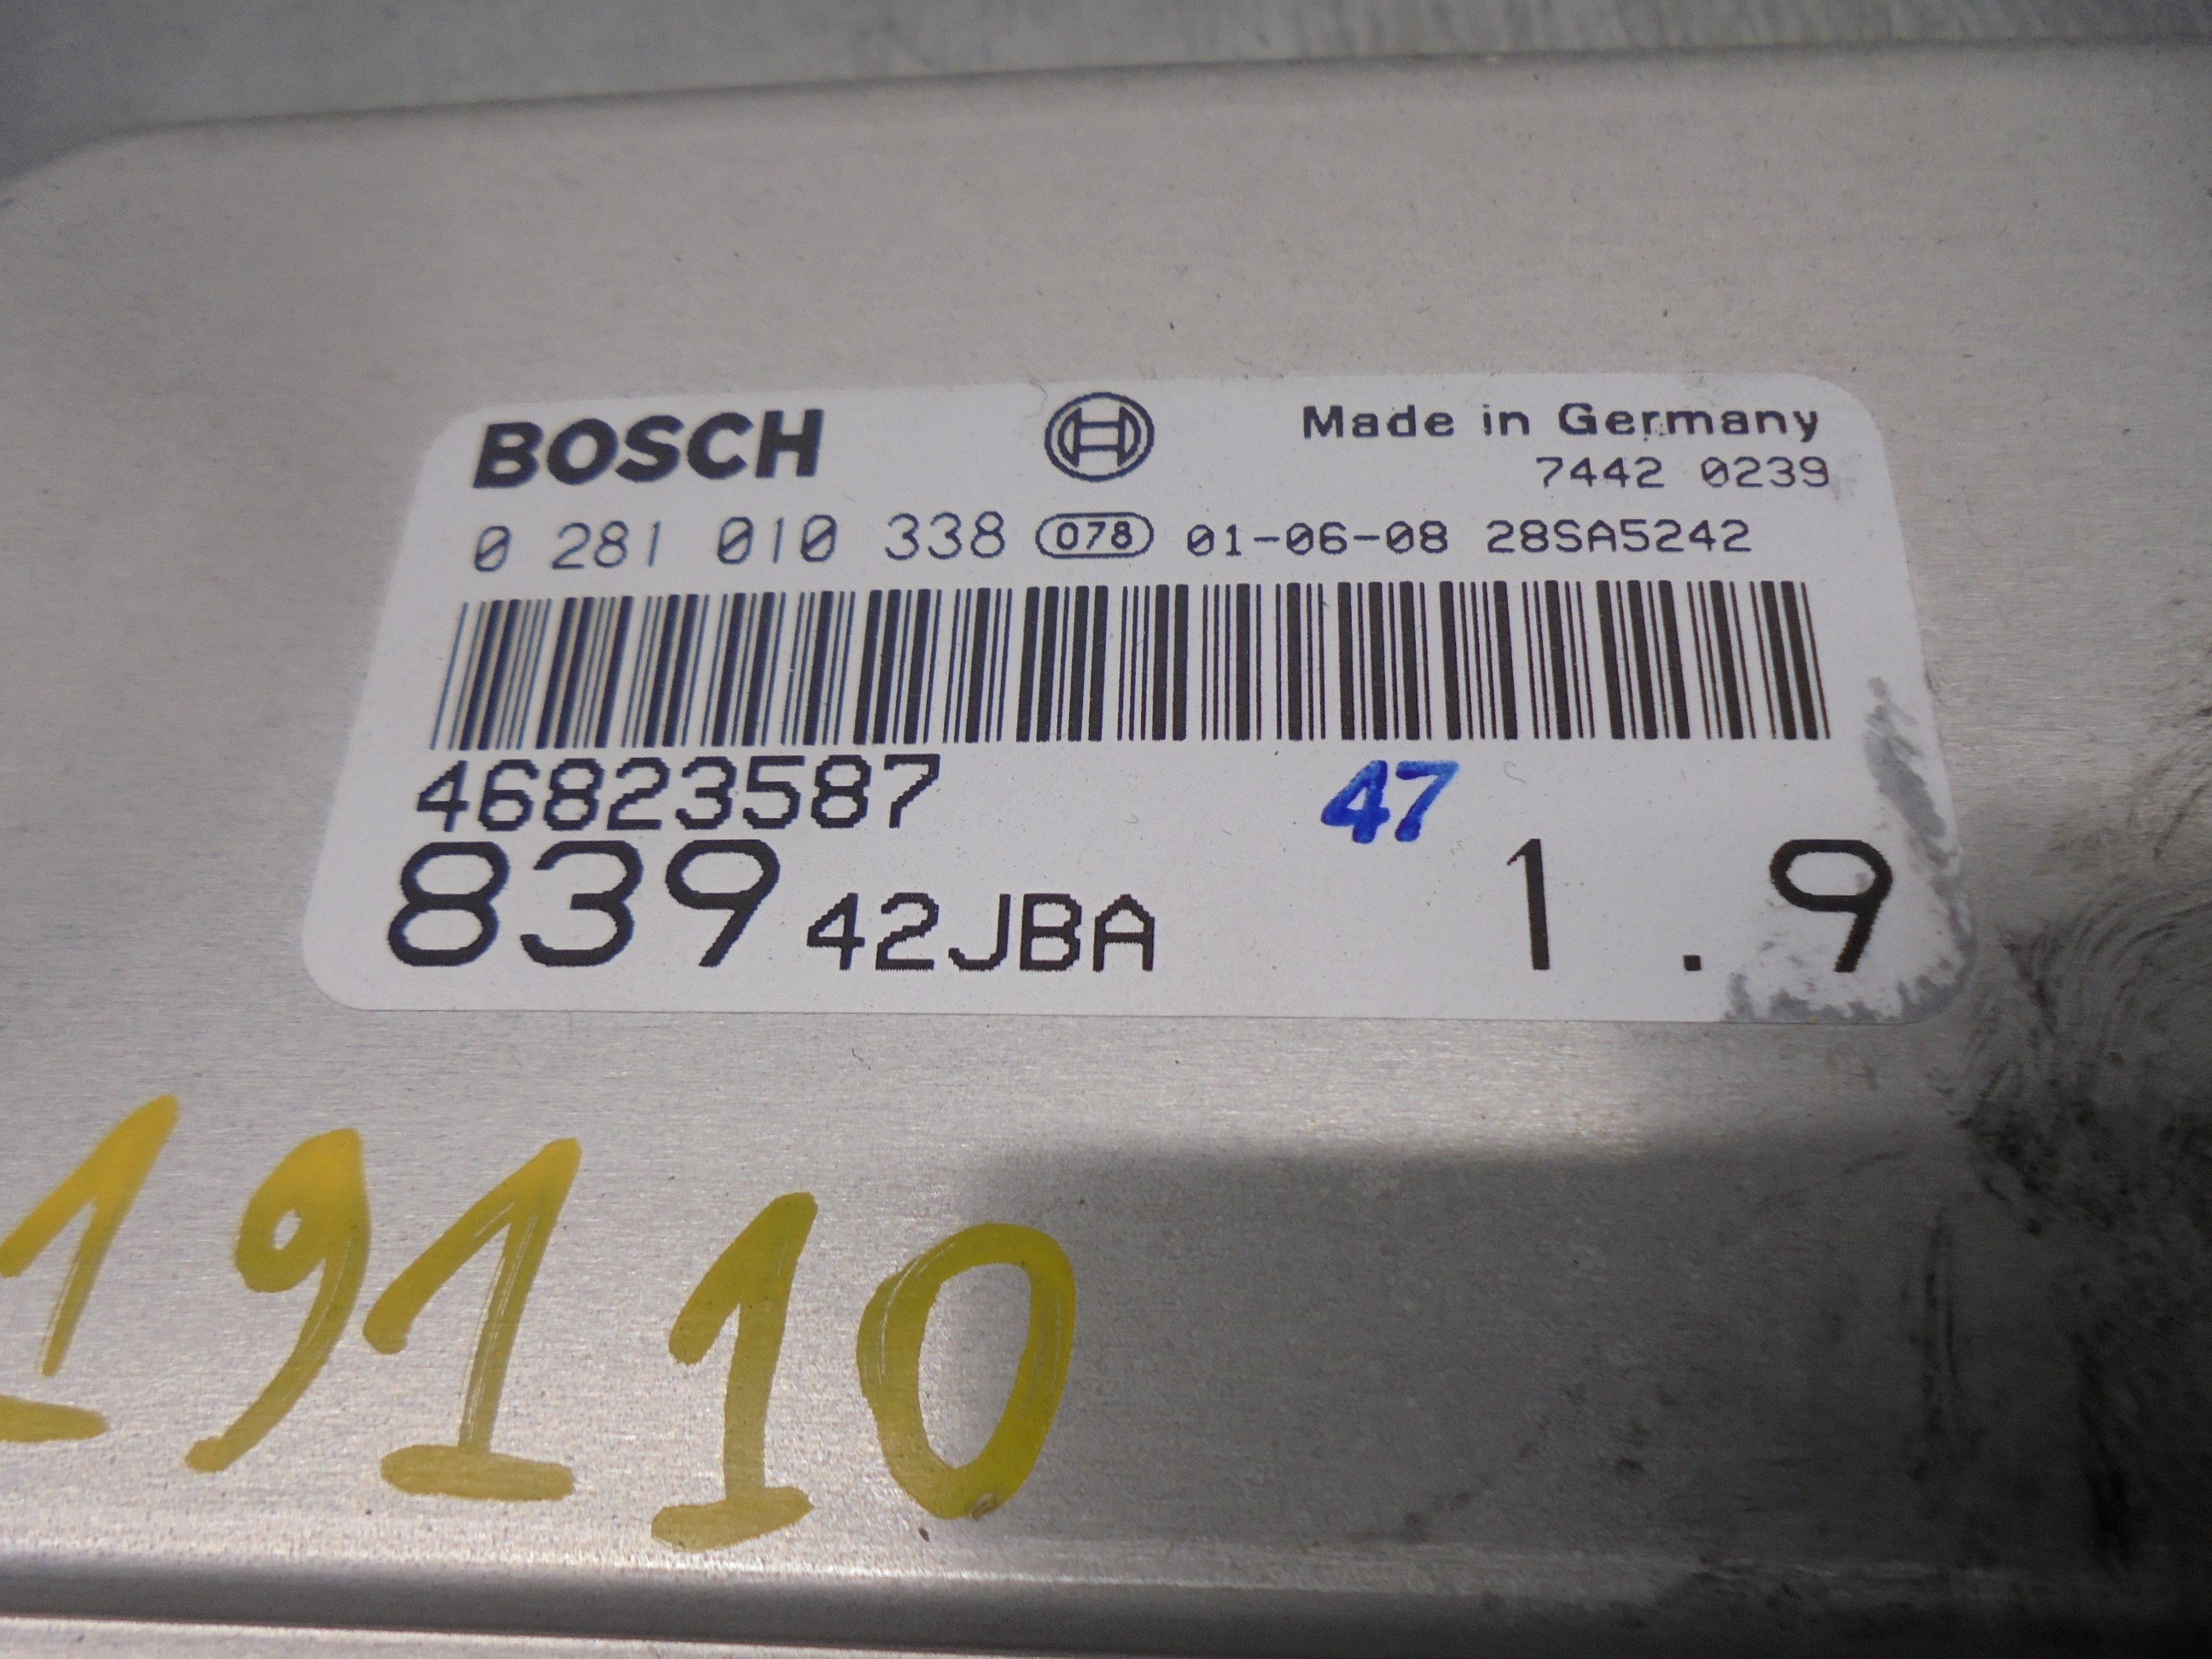 BOSCH Made in Germany
7442 0239
0 281 010 338 078 01-06-08 28SA5242
46823587 47
839 42JBA 1.9
19110